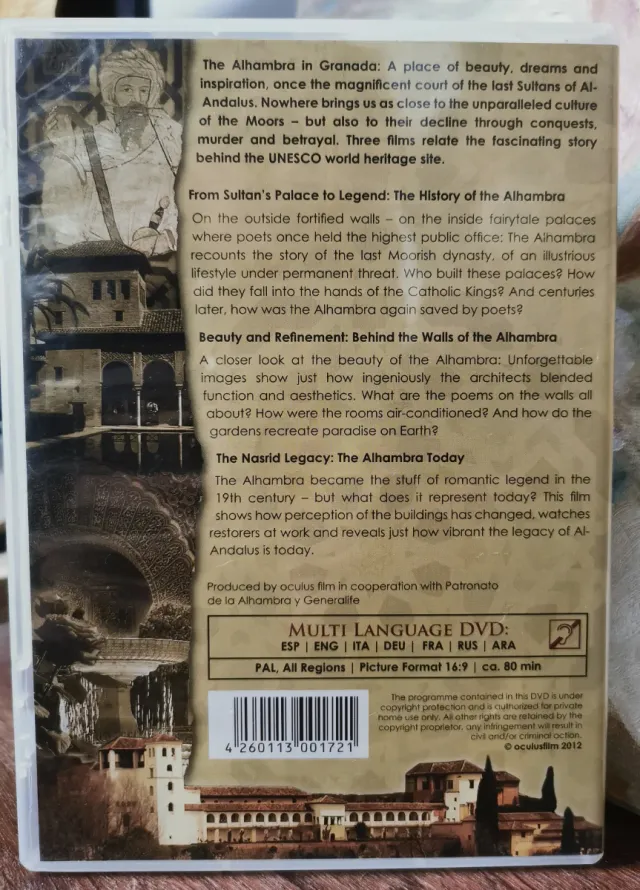 The Alhambra in Granada: A place of beauty, dreams and
inspiration, once the magnificent court of the last Sultans of Al-
Andalus. Nowhere brings us as close to the unparalleled culture
of the Moors – but also to their decline through conquests,
murder and betrayal. Three films relate the fascinating story
behind the UNESCO world heritage site.
From Sultan's Palace to Legend: The History of the Alhambra
On the outside fortified walls – on the inside fairytale palaces
where poets once held the highest public office: The Alhambra
recounts the story of the last Moorish dynasty, of an illustrious
lifestyle under permanent threat. Who built these palaces? How
did they fall into the hands of the Catholic Kings? And centuries
later, how was the Alhambra again saved by poets?
Beauty and Refinement: Behind the Walls of the Alhambra
A closer look at the beauty of the Alhambra: Unforgettable
images show just how ingeniously the architects blended
function and aesthetics. What are the poems on the walls all
about? How were the rooms air-conditioned? And how do the
gardens recreate paradise on Earth?
The Nasrid Legacy: The Alhambra Today
The Alhambra became the stuff of romantic legend in the
19th century – but what does it represent today? This film
shows how perception of the buildings has changed, watches
restorers at work and reveals just how vibrant the legacy of Al-
Andalus is today.
Produced by oculus film in cooperation with Patronato
de la Alhambra y Generalife
MULTI LANGUAGE DVD:
ESP | ENG | ITA | DEU | FRA | RUS | ARA
PAL, All Regions | Picture Format 16:9 | ca. 80 min
The programme contained in this DVD is under
copyright protection and is authorized for private
home use only. All other rights are retained by the
copyright proprietor, any infringement will result in
civil and/or criminal action.
© oculusfilm 2012
4 260113 001721